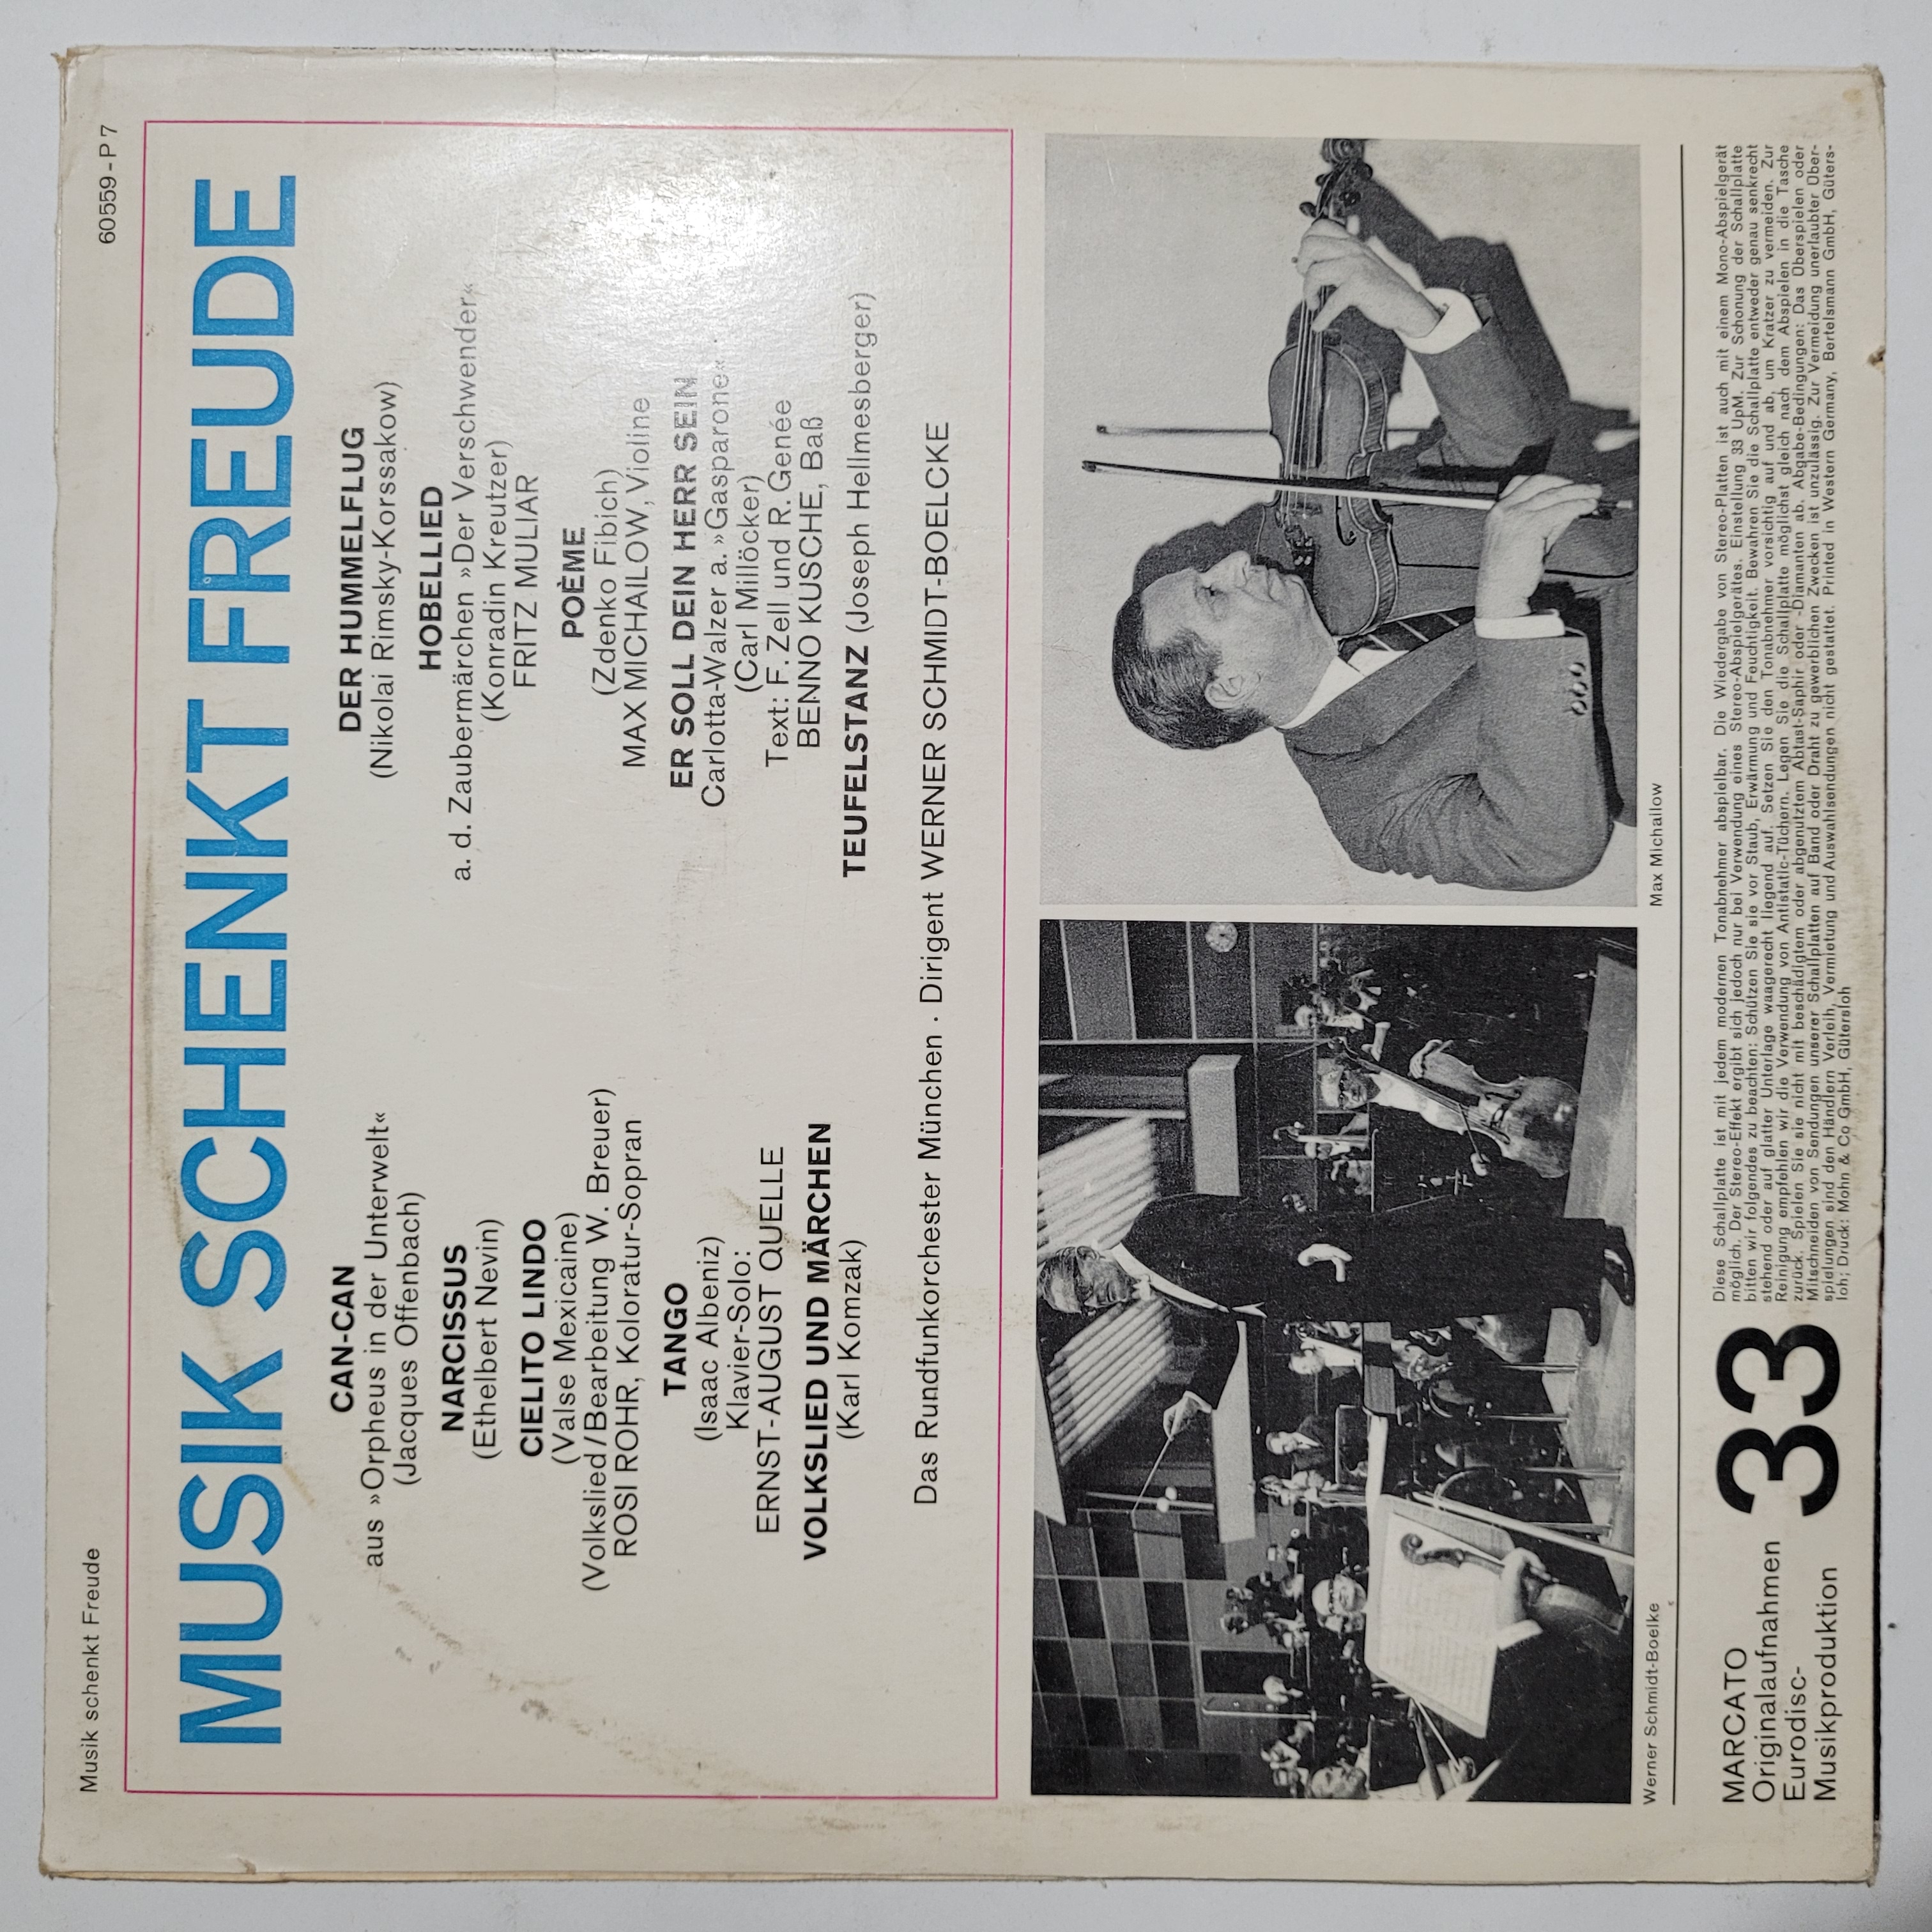 Musik schenkt Freude
60559-P 7
MUSIK SCHENKT FREUDE
CAN-CAN
aus »Orpheus in der Unterwelt«
(Jacques Offenbach)
NARCISSUS
(Ethelbert Nevin)
CIELITO LINDO
(Valse Mexicaine)
(Volkslied/Bearbeitung W. Breuer)
ROSI ROHR, Koloratur-Sopran
TANGO
(Isaac Albeniz)
Klavier-Solo:
ERNST-AUGUST QUELLE
VOLKSLIED UND MÄRCHEN
(Karl Komzak)
DER HUMMELFLUG
(Nikolai Rimsky-Korssakow)
HOBELLIED
a. d. Zaubermärchen »Der Verschwender«
(Konradin Kreutzer)
FRITZ MULIAR
POÈME
(Zdenko Fibich)
MAX MICHAILOW, Violine
ER SOLL DEIN HERR SEIN
Carlotta-Walzer a. »Gasparone«
(Carl Millöcker)
Text: F. Zell und R. Genée
BENNO KUSCHE, Baß
TEUFELSTANZ (Joseph Hellmesberger)
Das Rundfunkorchester München · Dirigent WERNER SCHMIDT-BOELCKE
Werner Schmidt-Boelke
Max Michallow
MARCATO
Originalaufnahmen
Eurodisc-
Musikproduktion
33
Diese Schallplatte ist mit jedem modernen Tonabnehmer abspielbar. Die Wiedergabe von Stereo-Platten ist auch mit einem Mono-Abspielgerät
möglich. Der Stereo-Effekt ergibt sich jedoch nur bei Verwendung eines Stereo-Abspielgerätes. Einstellung 33 UpM. Zur Schonung der Schallplatte
bitten wir folgendes zu beachten: Schützen Sie sie vor Staub, Erwärmung und Feuchtigkeit. Bewahren Sie die Schallplatte entweder genau senkrecht
stehend oder auf glatter Unterlage waagerecht liegend auf. Setzen Sie den Tonabnehmer vorsichtig auf und ab, um Kratzer zu vermeiden. Zur
Reinigung empfehlen wir die Verwendung von Antistatic-Tüchern. Legen Sie die Schallplatte möglichst gleich nach dem Abspielen in die Tasche
zurück. Spielen Sie sie nicht mit beschädigtem oder abgenutztem Abtast-Saphir oder -Diamanten ab. Abgabe-Bedingungen: Das Überspielen oder
Mitschneiden von Sendungen unserer Schallplatten auf Band oder Draht zu gewerblichen Zwecken ist unzulässig. Zur Vermeidung unerlaubter Über-
spielungen sind den Händlern Verleih, Vermietung und Auswahlsendungen nicht gestattet. Printed in Western Germany, Bertelsmann GmbH, Güters-
loh; Druck: Mohn & Co GmbH, Gütersloh